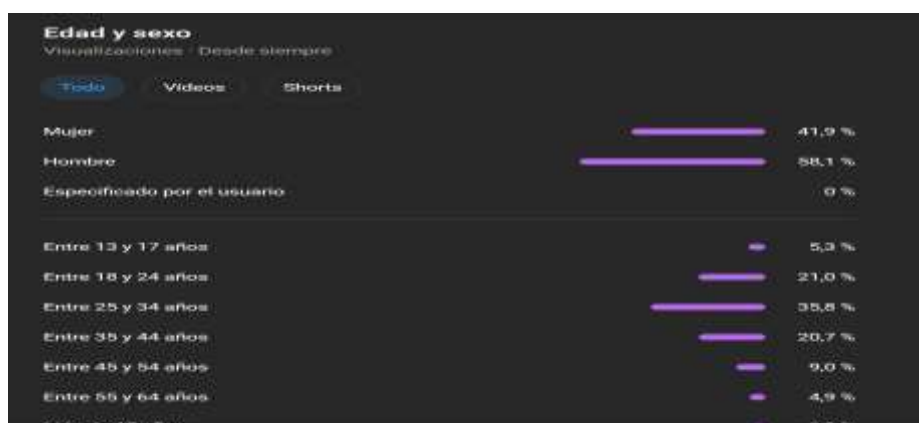 Edad y sexo
Visualizaciones · Desde siempre
Todo Vídeos Shorts
Mujer 41,9 %
Hombre 58,1 %
Especificado por el usuario 0 %
Entre 13 y 17 años 5,3 %
Entre 18 y 24 años 21,0 %
Entre 25 y 34 años 35,8 %
Entre 35 y 44 años 20,7 %
Entre 45 y 54 años 9,0 %
Entre 55 y 64 años 4,9 %